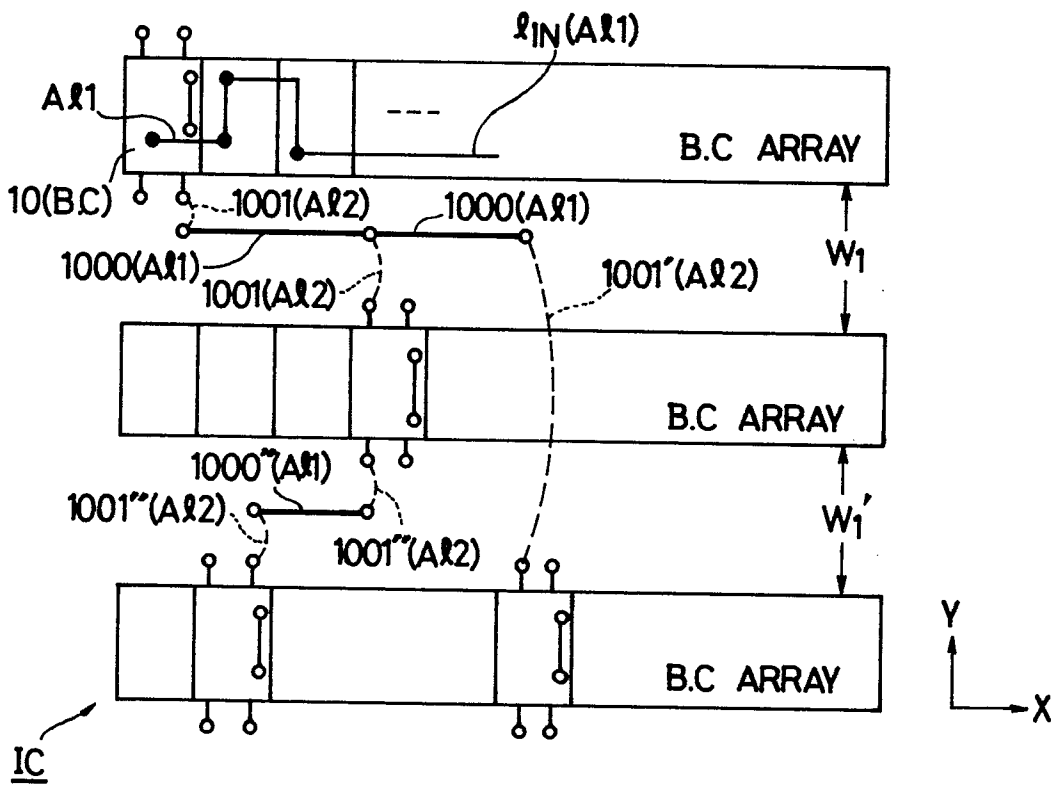 ℓIN(Aℓ1)
Aℓ1
B.C ARRAY
10(B.C)
1001(Aℓ2)
1000(Aℓ1)
1000(Aℓ1)
1001(Aℓ2)
1001"(Aℓ2)
W1
B.C ARRAY
1000"(Aℓ1)
1001"'(Aℓ2)
1001"'(Aℓ2)
W1'
B.C ARRAY
Y
X
IC